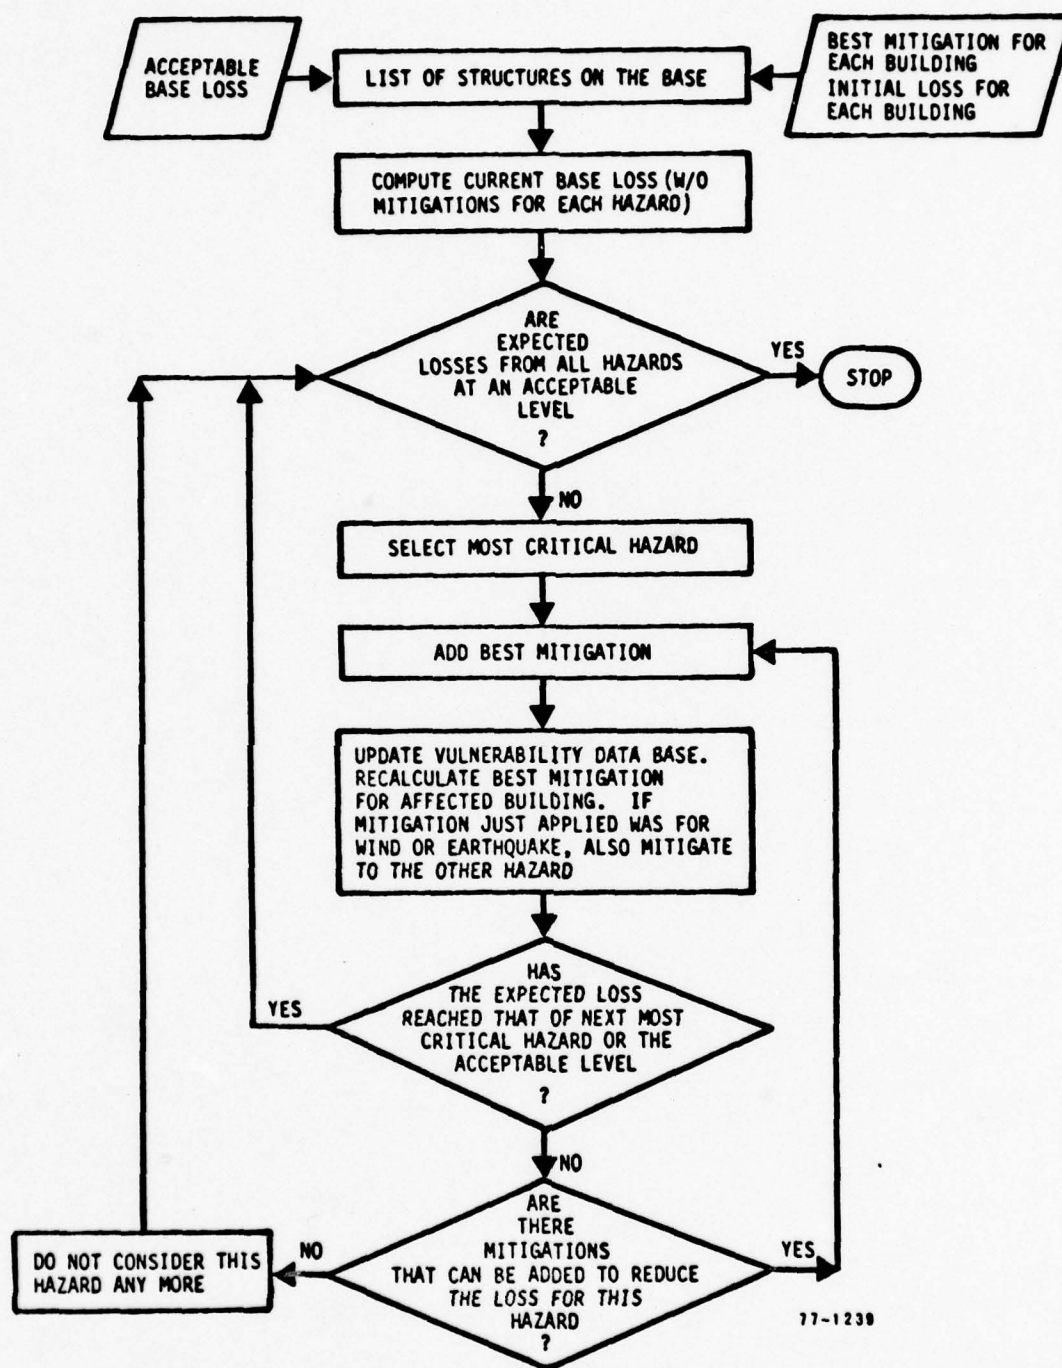 ACCEPTABLE
BASE LOSS
LIST OF STRUCTURES ON THE BASE
BEST MITIGATION FOR
EACH BUILDING
INITIAL LOSS FOR
EACH BUILDING
COMPUTE CURRENT BASE LOSS (W/O
MITIGATIONS FOR EACH HAZARD)
ARE
EXPECTED
LOSSES FROM ALL HAZARDS
AT AN ACCEPTABLE
LEVEL
?
YES
STOP
NO
SELECT MOST CRITICAL HAZARD
ADD BEST MITIGATION
UPDATE VULNERABILITY DATA BASE.
RECALCULATE BEST MITIGATION
FOR AFFECTED BUILDING. IF
MITIGATION JUST APPLIED WAS FOR
WIND OR EARTHQUAKE, ALSO MITIGATE
TO THE OTHER HAZARD
HAS
THE EXPECTED LOSS
REACHED THAT OF NEXT MOST
CRITICAL HAZARD OR THE
ACCEPTABLE LEVEL
?
YES
NO
ARE
THERE
MITIGATIONS
THAT CAN BE ADDED TO REDUCE
THE LOSS FOR THIS
HAZARD
?
YES
NO
DO NOT CONSIDER THIS
HAZARD ANY MORE
77-1239